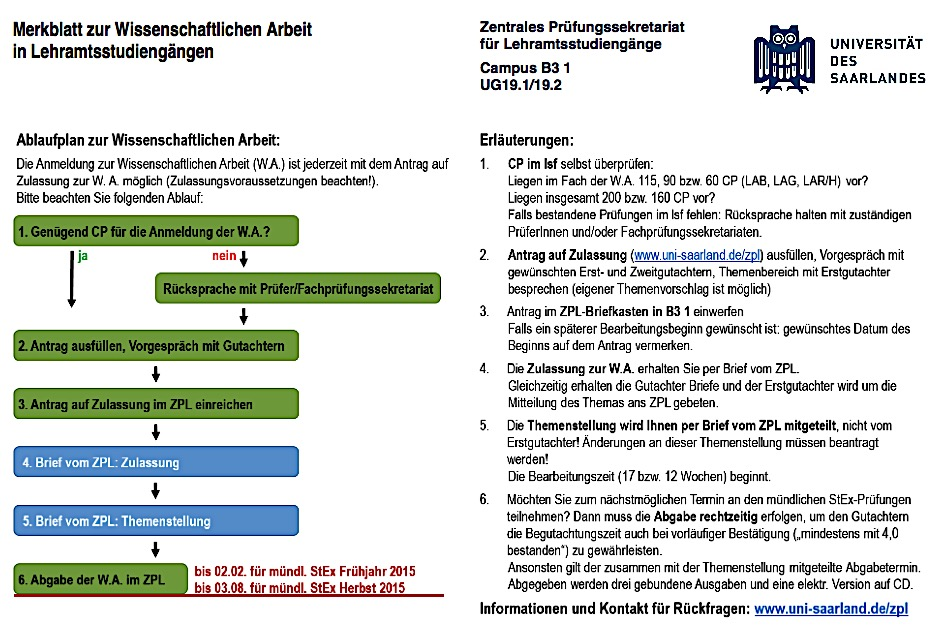 Merkblatt zur Wissenschaftlichen Arbeit
in Lehramtsstudiengängen
Zentrales Prüfungssekretariat
für Lehramtsstudiengänge
Campus B3 1
UG19.1/19.2
UNIVERSITÄT
DES
SAARLANDES
Ablaufplan zur Wissenschaftlichen Arbeit:
Die Anmeldung zur Wissenschaftlichen Arbeit (W.A.) ist jederzeit mit dem Antrag auf
Zulassung zur W. A. möglich (Zulassungsvoraussetzungen beachten!).
Bitte beachten Sie folgenden Ablauf:
1. Genügend CP für die Anmeldung der W.A.?
ja
nein
Rücksprache mit Prüfer/Fachprüfungssekretariat
2. Antrag ausfüllen, Vorgespräch mit Gutachtern
3. Antrag auf Zulassung im ZPL einreichen
4. Brief vom ZPL: Zulassung
5. Brief vom ZPL: Themenstellung
6. Abgabe der W.A. im ZPL
bis 02.02. für mündl. StEx Frühjahr 2015
bis 03.08. für mündl. StEx Herbst 2015
Erläuterungen:
1. CP im lsf selbst überprüfen:
Liegen im Fach der W.A. 115, 90 bzw. 60 CP (LAB, LAG, LAR/H) vor?
Liegen insgesamt 200 bzw. 160 CP vor?
Falls bestandene Prüfungen im lsf fehlen: Rücksprache halten mit zuständigen
PrüferInnen und/oder Fachprüfungssekretariaten.
2. Antrag auf Zulassung (www.uni-saarland.de/zpl) ausfüllen, Vorgespräch mit
gewünschten Erst- und Zweitgutachtern, Themenbereich mit Erstgutachter
besprechen (eigener Themenvorschlag ist möglich)
3. Antrag im ZPL-Briefkasten in B3 1 einwerfen
Falls ein späterer Bearbeitungsbeginn gewünscht ist: gewünschtes Datum des
Beginns auf dem Antrag vermerken.
4. Die Zulassung zur W.A. erhalten Sie per Brief vom ZPL.
Gleichzeitig erhalten die Gutachter Briefe und der Erstgutachter wird um die
Mitteilung des Themas ans ZPL gebeten.
5. Die Themenstellung wird Ihnen per Brief vom ZPL mitgeteilt, nicht vom
Erstgutachter! Änderungen an dieser Themenstellung müssen beantragt
werden!
Die Bearbeitungszeit (17 bzw. 12 Wochen) beginnt.
6. Möchten Sie zum nächstmöglichen Termin an den mündlichen StEx-Prüfungen
teilnehmen? Dann muss die Abgabe rechtzeitig erfolgen, um den Gutachtern
die Begutachtungszeit auch bei vorläufiger Bestätigung („mindestens mit 4,0
bestanden“) zu gewährleisten.
Ansonsten gilt der zusammen mit der Themenstellung mitgeteilte Abgabetermin.
Abgegeben werden drei gebundene Ausgaben und eine elektr. Version auf CD.
Informationen und Kontakt für Rückfragen: www.uni-saarland.de/zpl